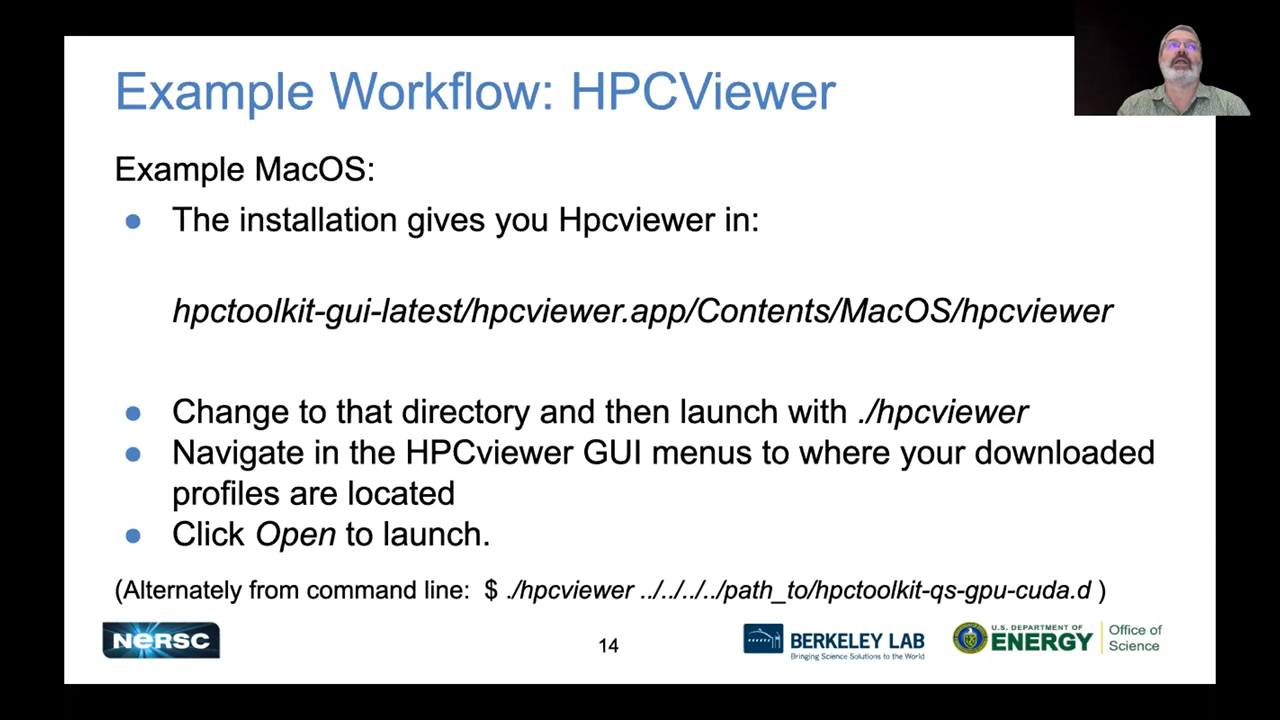 Example Workflow: HPCViewer
Example MacOS:
● The installation gives you Hpcviewer in:
hpctoolkit-gui-latest/hpcviewer.app/Contents/MacOS/hpcviewer
● Change to that directory and then launch with ./hpcviewer
● Navigate in the HPCviewer GUI menus to where your downloaded
profiles are located
● Click Open to launch.
(Alternately from command line: $ ./hpcviewer ../../../../path_to/hpctoolkit-qs-gpu-cuda.d )
NERSC
14
BERKELEY LAB
Bringing Science Solutions to the World
U.S. DEPARTMENT OF
ENERGY
Office of
Science